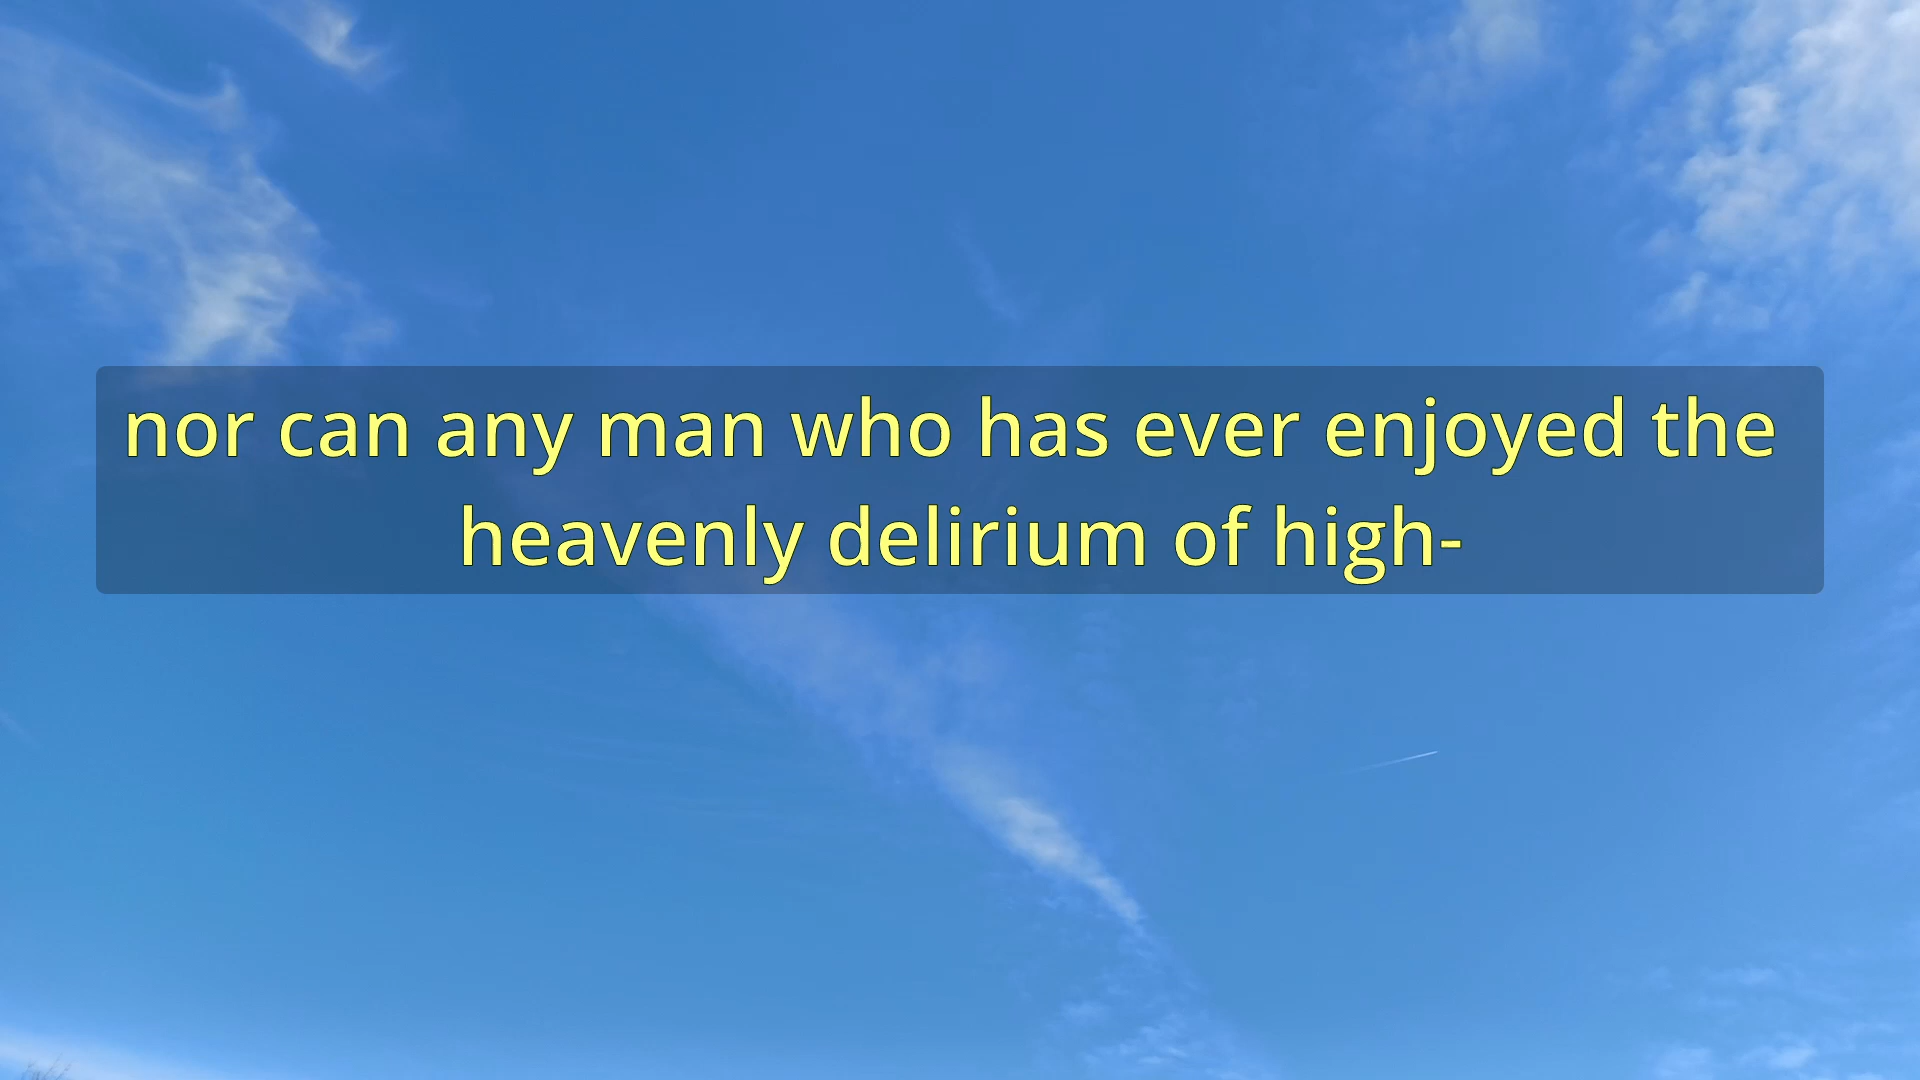 nor can any man who has ever enjoyed the
heavenly delirium of high-